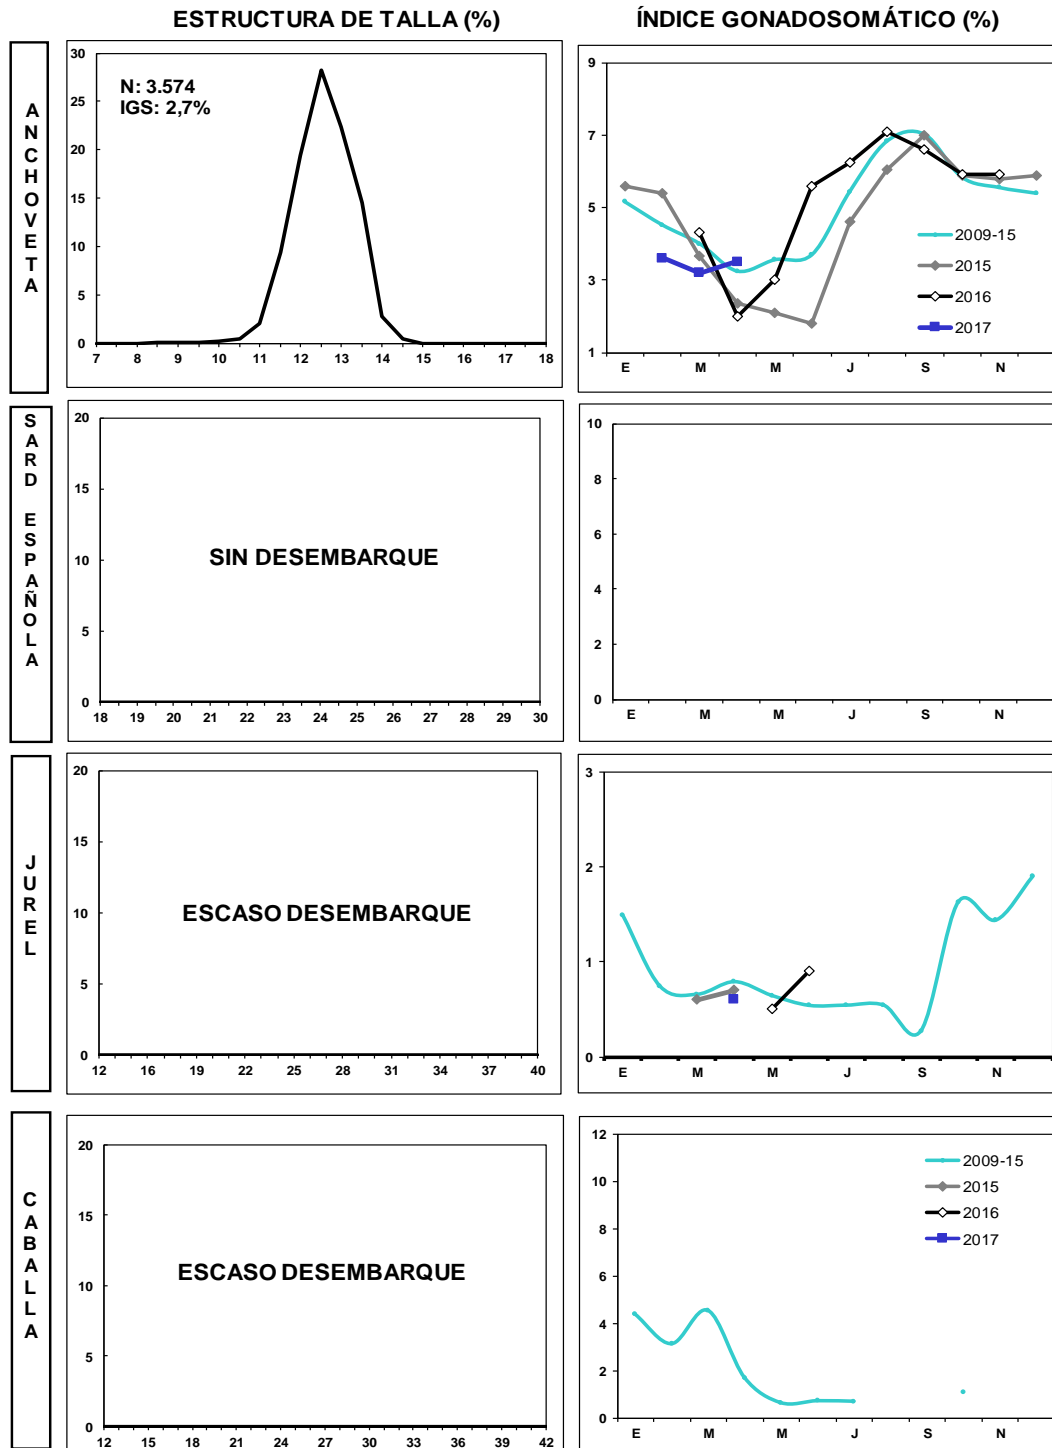 ESTRUCTURA DE TALLA (%)
ÍNDICE GONADOSOMÁTICO (%)
ANCHOVETA
N: 3.574
IGS: 2,7%
30
25
20
15
10
5
0
7 8 9 10 11 12 13 14 15 16 17 18
9
7
5
3
1
E M M J S N
2009-15
2015
2016
2017
SARD ESPAÑOLA
20
15
10
5
0
SIN DESEMBARQUE
18 19 20 21 22 23 24 25 26 27 28 29 30
10
8
6
4
2
0
E M M J S N
JUREL
20
15
10
5
0
ESCASO DESEMBARQUE
12 16 19 22 25 28 31 34 37 40
3
2
1
0
E M M J S N
CABALLLA
20
15
10
5
0
ESCASO DESEMBARQUE
12 15 18 21 24 27 30 33 36 39 42
12
10
8
6
4
2
0
E M M J S N
2009-15
2015
2016
2017